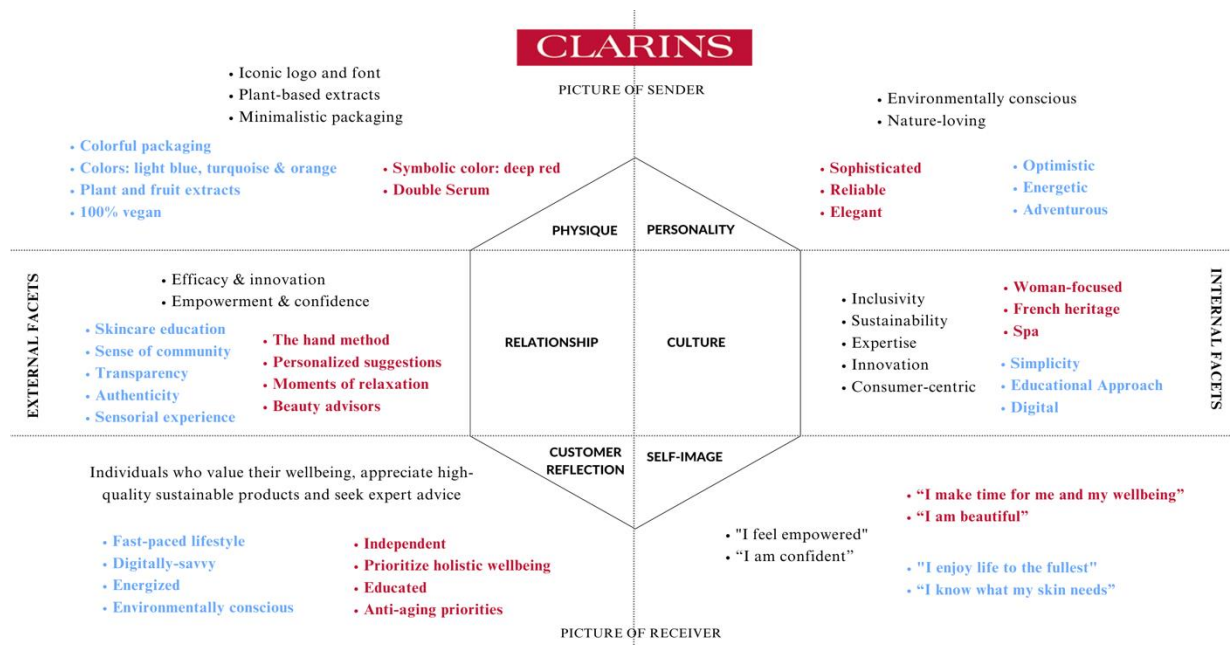 CLARINS
PICTURE OF SENDER
• Iconic logo and font
• Plant-based extracts
• Minimalistic packaging
• Colorful packaging
• Colors: light blue, turquoise & orange
• Plant and fruit extracts
• 100% vegan
• Symbolic color: deep red
• Double Serum
• Environmentally conscious
• Nature-loving
• Sophisticated
• Reliable
• Elegant
• Optimistic
• Energetic
• Adventurous
PHYSIQUE
PERSONALITY
EXTERNAL FACETS
• Efficacy & innovation
• Empowerment & confidence
• Skincare education
• Sense of community
• Transparency
• Authenticity
• Sensorial experience
• The hand method
• Personalized suggestions
• Moments of relaxation
• Beauty advisors
RELATIONSHIP
CULTURE
• Inclusivity
• Sustainability
• Expertise
• Innovation
• Consumer-centric
• Woman-focused
• French heritage
• Spa
• Simplicity
• Educational Approach
• Digital
INTERNAL FACETS
CUSTOMER
REFLECTION
SELF-IMAGE
Individuals who value their wellbeing, appreciate high-
quality sustainable products and seek expert advice
• Fast-paced lifestyle
• Digitally-savvy
• Energized
• Environmentally conscious
• Independent
• Prioritize holistic wellbeing
• Educated
• Anti-aging priorities
• "I feel empowered"
• “I am confident”
• “I make time for me and my wellbeing”
• “I am beautiful”
• "I enjoy life to the fullest"
• “I know what my skin needs”
PICTURE OF RECEIVER